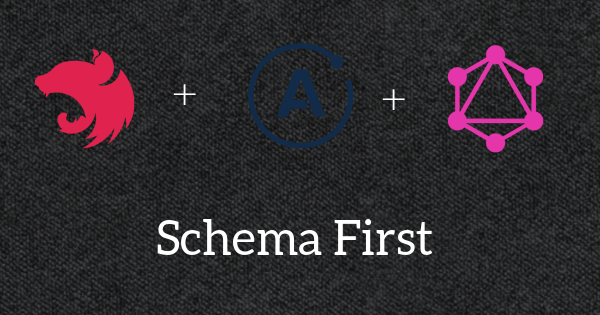 + A +
Schema First